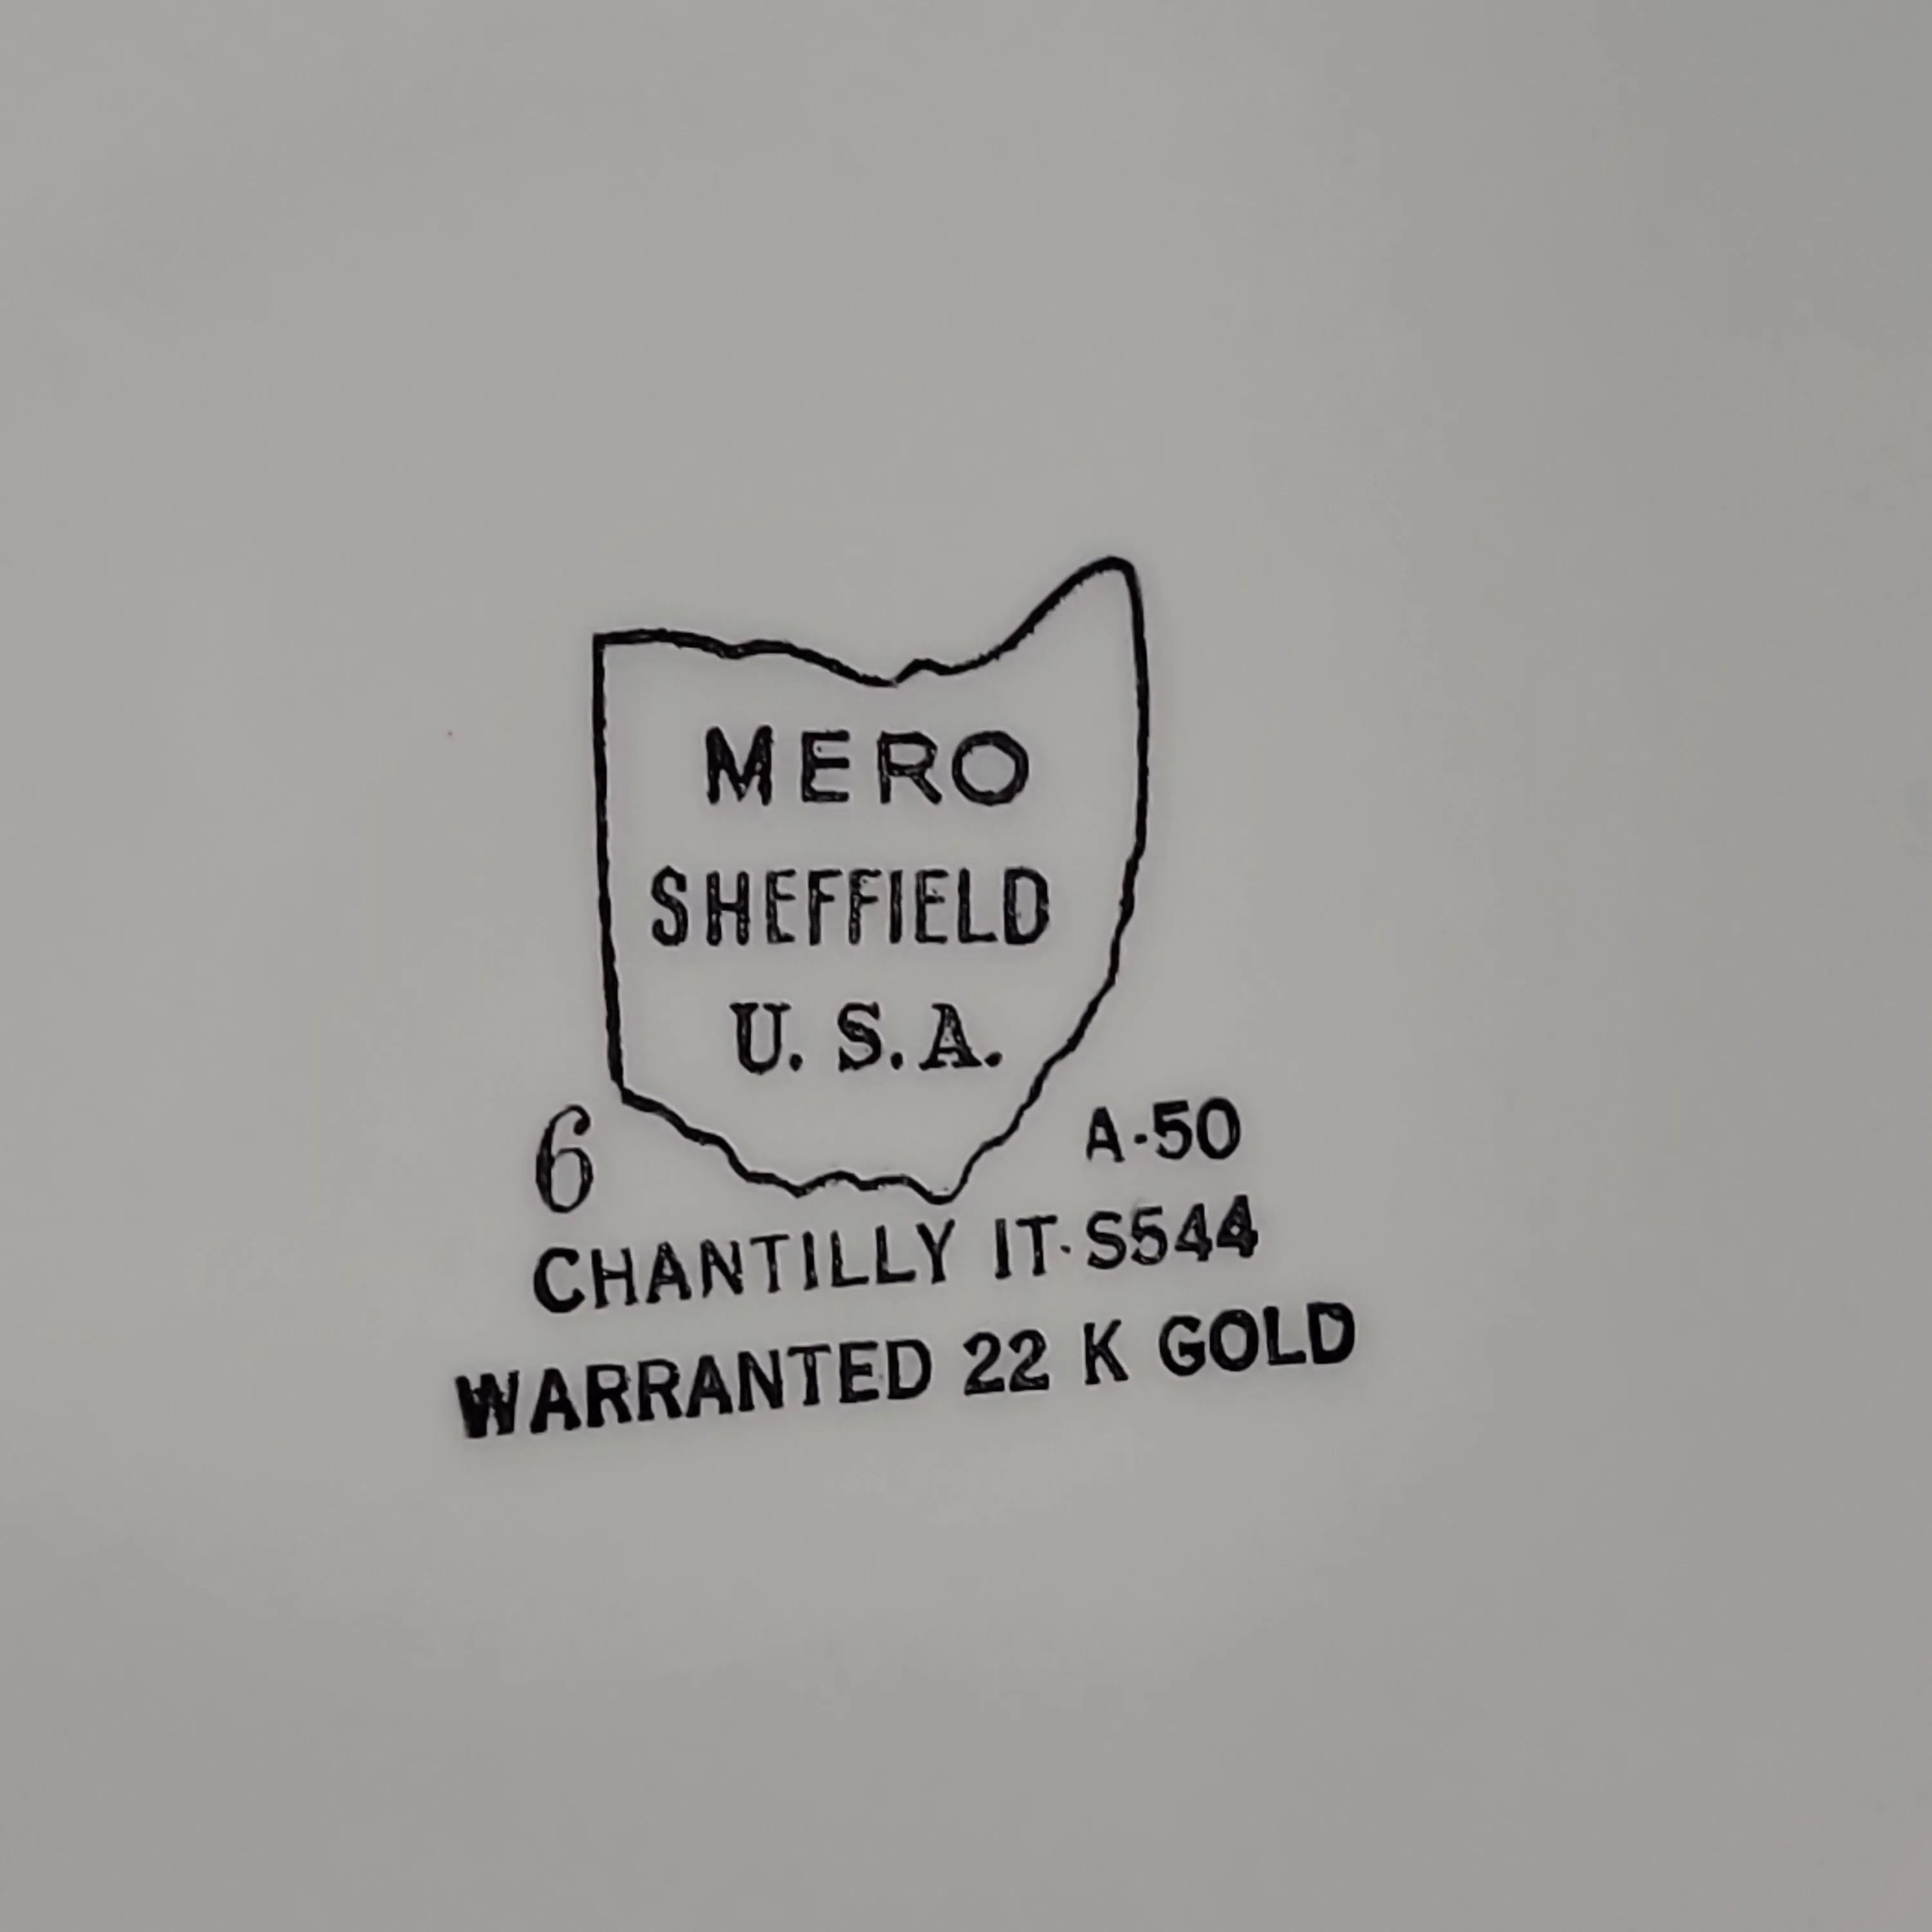 MERO
SHEFFIELD
U. S. A.
6 A-50
CHANTILLY IT-S544
WARRANTED 22 K GOLD